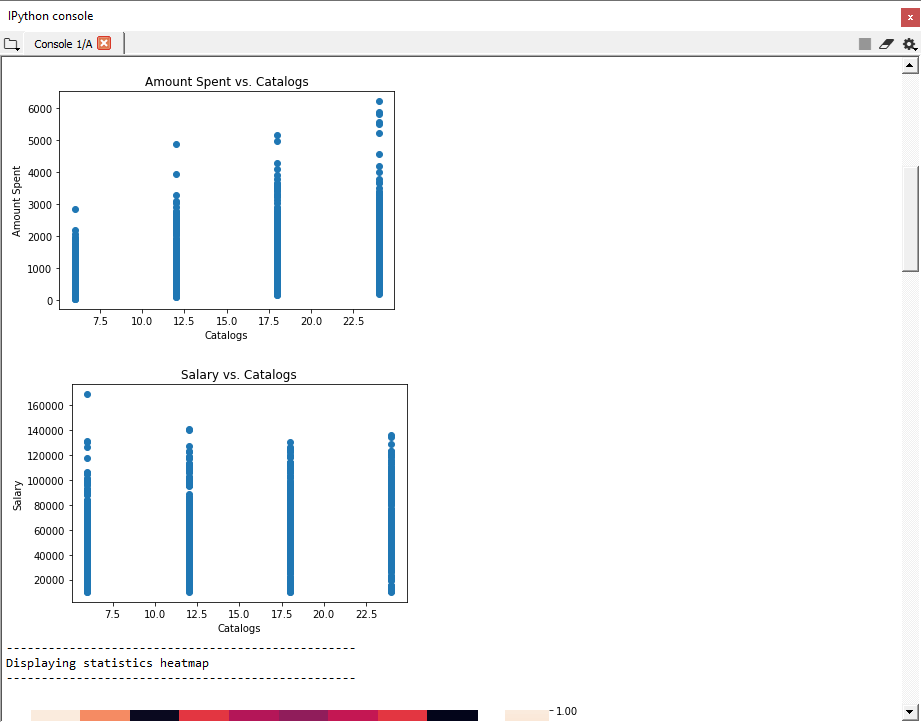 IPython console
Console 1/A
Amount Spent vs. Catalogs
6000
5000
4000
3000
2000
1000
0
Amount Spent
7.5 10.0 12.5 15.0 17.5 20.0 22.5
Catalogs
Salary vs. Catalogs
160000
140000
120000
100000
80000
60000
40000
20000
Salary
7.5 10.0 12.5 15.0 17.5 20.0 22.5
Catalogs
--------------------------------------------------
Displaying statistics heatmap
--------------------------------------------------
1.00